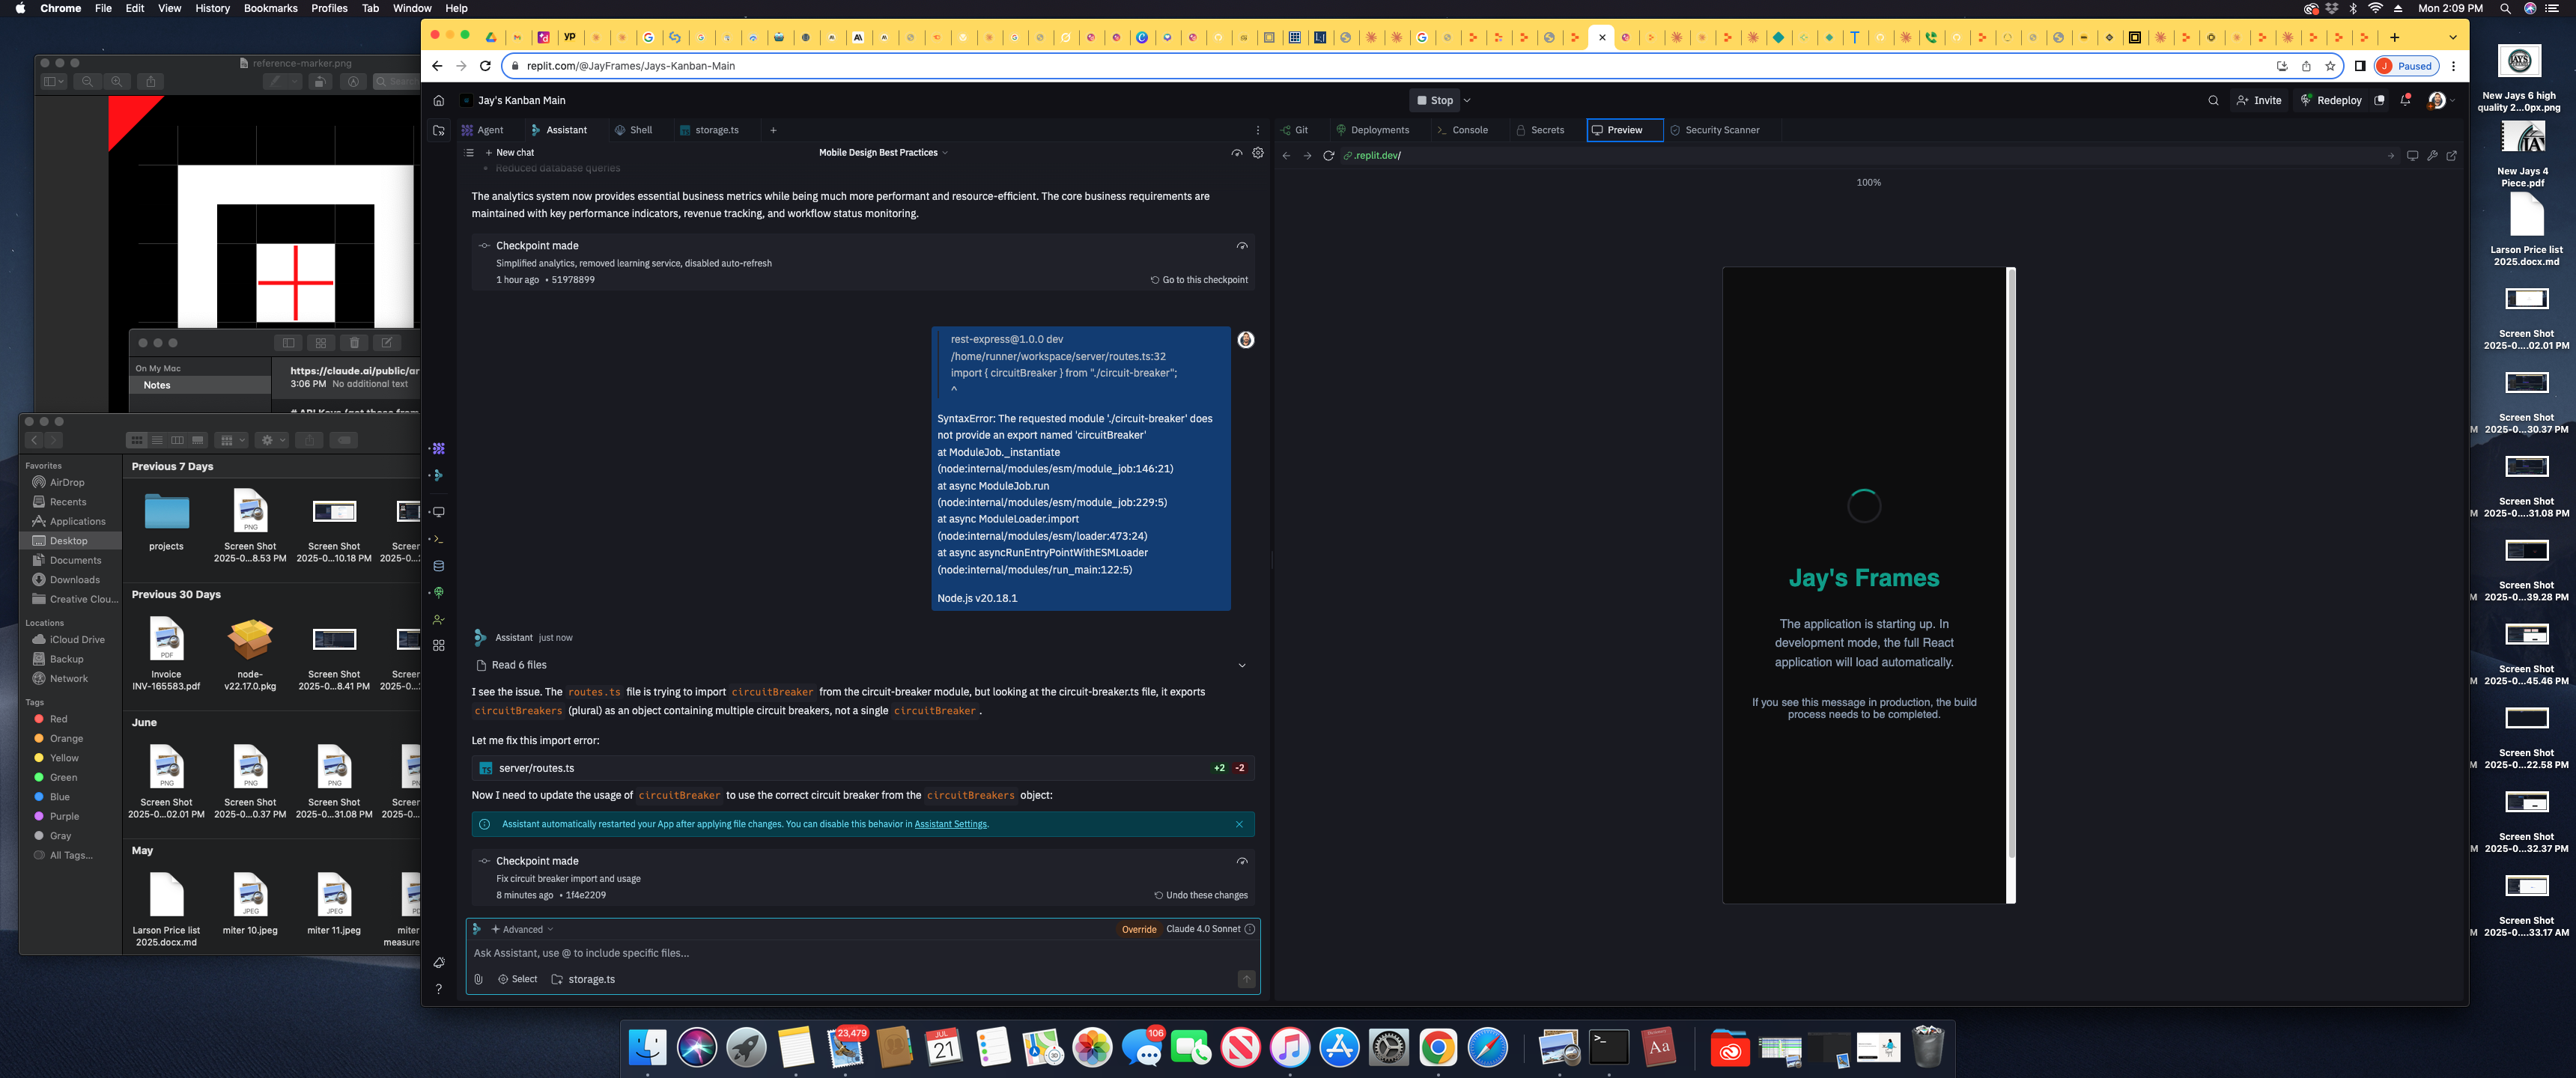 Chrome File Edit View History Bookmarks Profiles Tab Window Help
Mon 2:09 PM
reference-marker.png
Search
On My Mac
Notes
https://claude.ai/public/ar
3:06 PM No additional text
Favorites
AirDrop
Recents
Applications
Desktop
Documents
Downloads
Creative Clou...
Locations
iCloud Drive
Backup
Network
Tags
Red
Orange
Yellow
Green
Blue
Purple
Gray
All Tags...
Previous 7 Days
projects
Screen Shot
2025-0...8.53 PM
Screen Shot
2025-0...10.18 PM
Previous 30 Days
Invoice
INV-165583.pdf
node-
v22.17.0.pkg
Screen Shot
2025-0...8.41 PM
June
Screen Shot
2025-0...02.01 PM
Screen Shot
2025-0...0.37 PM
Screen Shot
2025-0...31.08 PM
May
Larson Price list
2025.docx.md
miter 10.jpeg
miter 11.jpeg
miter
measure...
replit.com/@JayFrames/Jays-Kanban-Main
Paused
Jay's Kanban Main
Stop
Invite
Redeploy
Agent
Assistant
Shell
storage.ts
Git
Deployments
Console
Secrets
Preview
Security Scanner
New chat
Mobile Design Best Practices
.replit.dev/
100%
Reduced database queries
The analytics system now provides essential business metrics while being much more performant and resource-efficient. The core business requirements are
maintained with key performance indicators, revenue tracking, and workflow status monitoring.
Checkpoint made
Simplified analytics, removed learning service, disabled auto-refresh
1 hour ago • 51978899
Go to this checkpoint
rest-express@1.0.0 dev
/home/runner/workspace/server/routes.ts:32
import { circuitBreaker } from "./circuit-breaker";
^
SyntaxError: The requested module './circuit-breaker' does
not provide an export named 'circuitBreaker'
at ModuleJob._instantiate
(node:internal/modules/esm/module_job:146:21)
at async ModuleJob.run
(node:internal/modules/esm/module_job:229:5)
at async ModuleLoader.import
(node:internal/modules/esm/loader:473:24)
at async asyncRunEntryPointWithESMLoader
(node:internal/modules/run_main:122:5)
Node.js v20.18.1
Assistant just now
Read 6 files
I see the issue. The routes.ts file is trying to import circuitBreaker from the circuit-breaker module, but looking at the circuit-breaker.ts file, it exports
circuitBreakers (plural) as an object containing multiple circuit breakers, not a single circuitBreaker .
Let me fix this import error:
server/routes.ts +2 -2
Now I need to update the usage of circuitBreaker to use the correct circuit breaker from the circuitBreakers object:
Assistant automatically restarted your App after applying file changes. You can disable this behavior in Assistant Settings.
Checkpoint made
Fix circuit breaker import and usage
8 minutes ago • 1f4e2209
Undo these changes
Advanced
Override Claude 4.0 Sonnet
Ask Assistant, use @ to include specific files...
Select
storage.ts
Jay's Frames
The application is starting up. In
development mode, the full React
application will load automatically.
If you see this message in production, the build
process needs to be completed.
New Jays 6 high
quality 2...0px.png
New Jays 4
Piece.pdf
Larson Price list
2025.docx.md
Screen Shot
2025-0....02.01 PM
Screen Shot
2025-0...30.37 PM
Screen Shot
2025-0....31.08 PM
Screen Shot
2025-0...39.28 PM
Screen Shot
2025-0...45.46 PM
Screen Shot
2025-0...22.58 PM
Screen Shot
2025-0...32.37 PM
Screen Shot
2025-0....33.17 AM
23,479
JUL
21
106
Aa